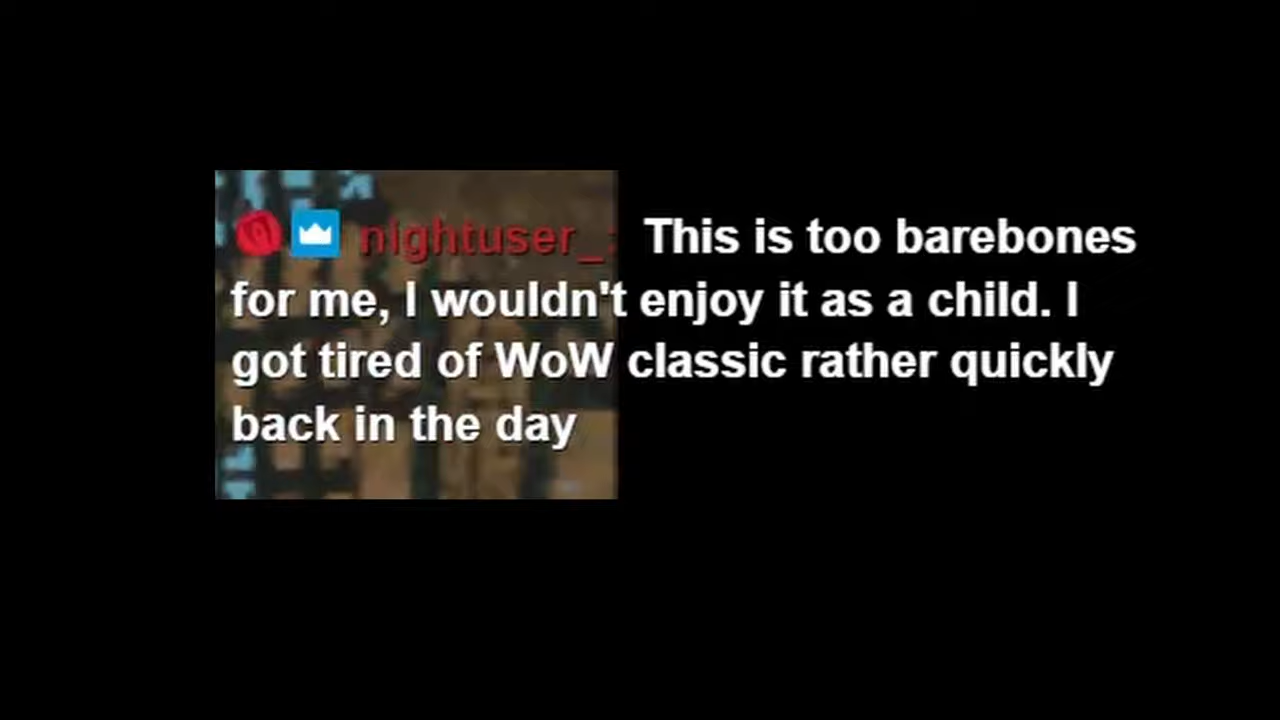 nightuser_: This is too barebones
for me, I wouldn't enjoy it as a child. I
got tired of WoW classic rather quickly
back in the day